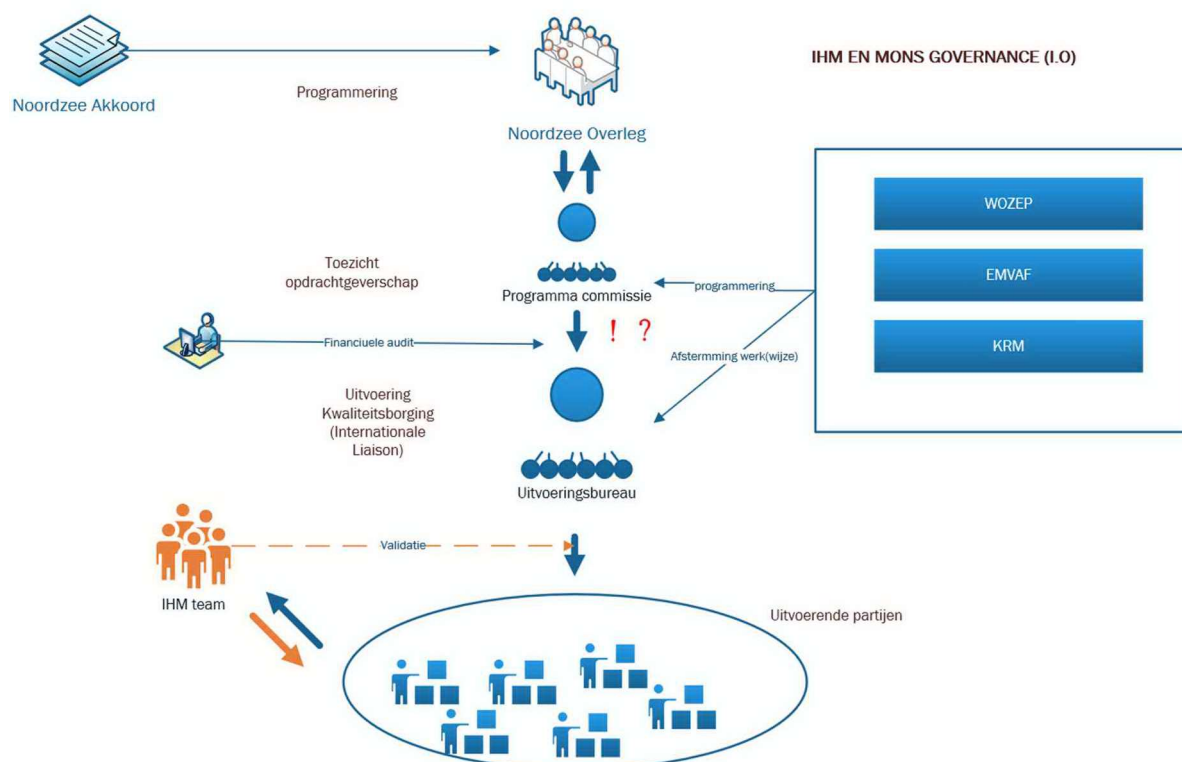 IHM EN MONS GOVERNANCE (I.O)
Noordzee Akkoord
Programmering
Noordzee Overleg
WOZEP
EMVAF
KRM
Toezicht
opdrachtgeverschap
Programma commissie
programmering
! ?
Financiuele audit
Afstermming werk(wijze)
Uitvoering
Kwaliteitsborging
(Internationale
Liaison)
Uitvoeringsbureau
Validatie
IHM team
Uitvoerende partijen